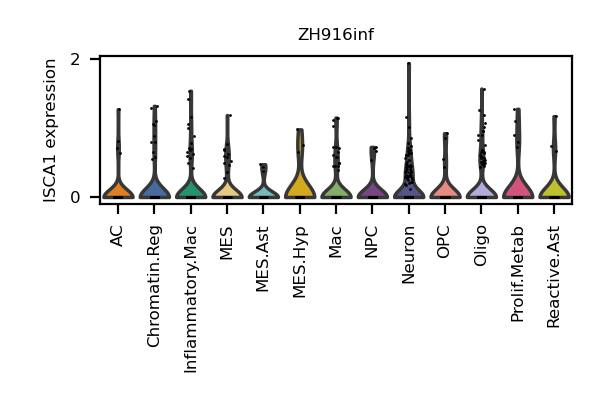 ZH916inf
ISCA1 expression
2
0
AC
Chromatin.Reg
Inflammatory.Mac
MES
MES.Ast
MES.Hyp
Mac
NPC
Neuron
OPC
Oligo
Prolif.Metab
Reactive.Ast